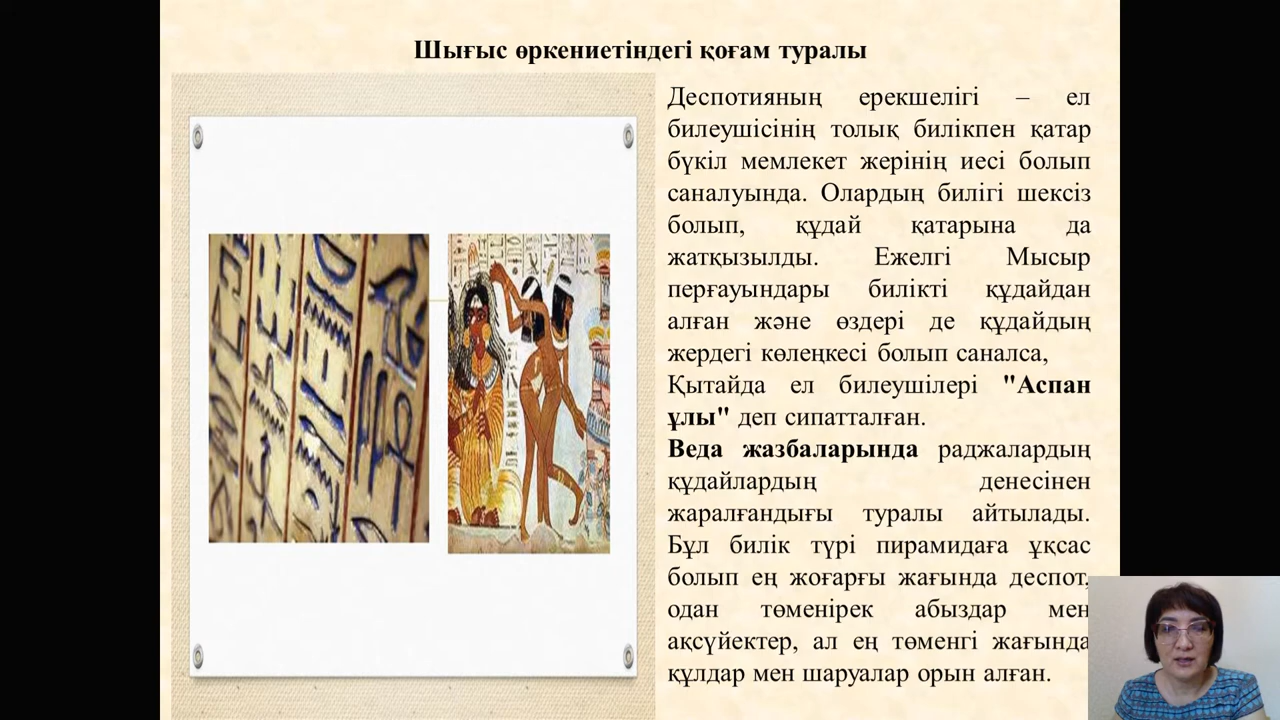 Шығыс өркениетіндегі қоғам туралы
Деспотияның ерекшелігі – ел
билеушісінің толық билікпен қатар
бүкіл мемлекет жерінің иесі болып
саналуында. Олардың билігі шексіз
болып, құдай қатарына да
жатқызылды. Ежелгі Мысыр
перғауындары билікті құдайдан
алған және өздері де құдайдың
жердегі көлеңкесі болып саналса,
Қытайда ел билеушілері "Аспан
ұлы" деп сипатталған.
Веда жазбаларында раджалардың
құдайлардың денесінен
жаралғандығы туралы айтылады.
Бұл билік түрі пирамидаға ұқсас
болып ең жоғарғы жағында деспот,
одан төменірек абыздар мен
ақсүйектер, ал ең төменгі жағында
құлдар мен шаруалар орын алған.